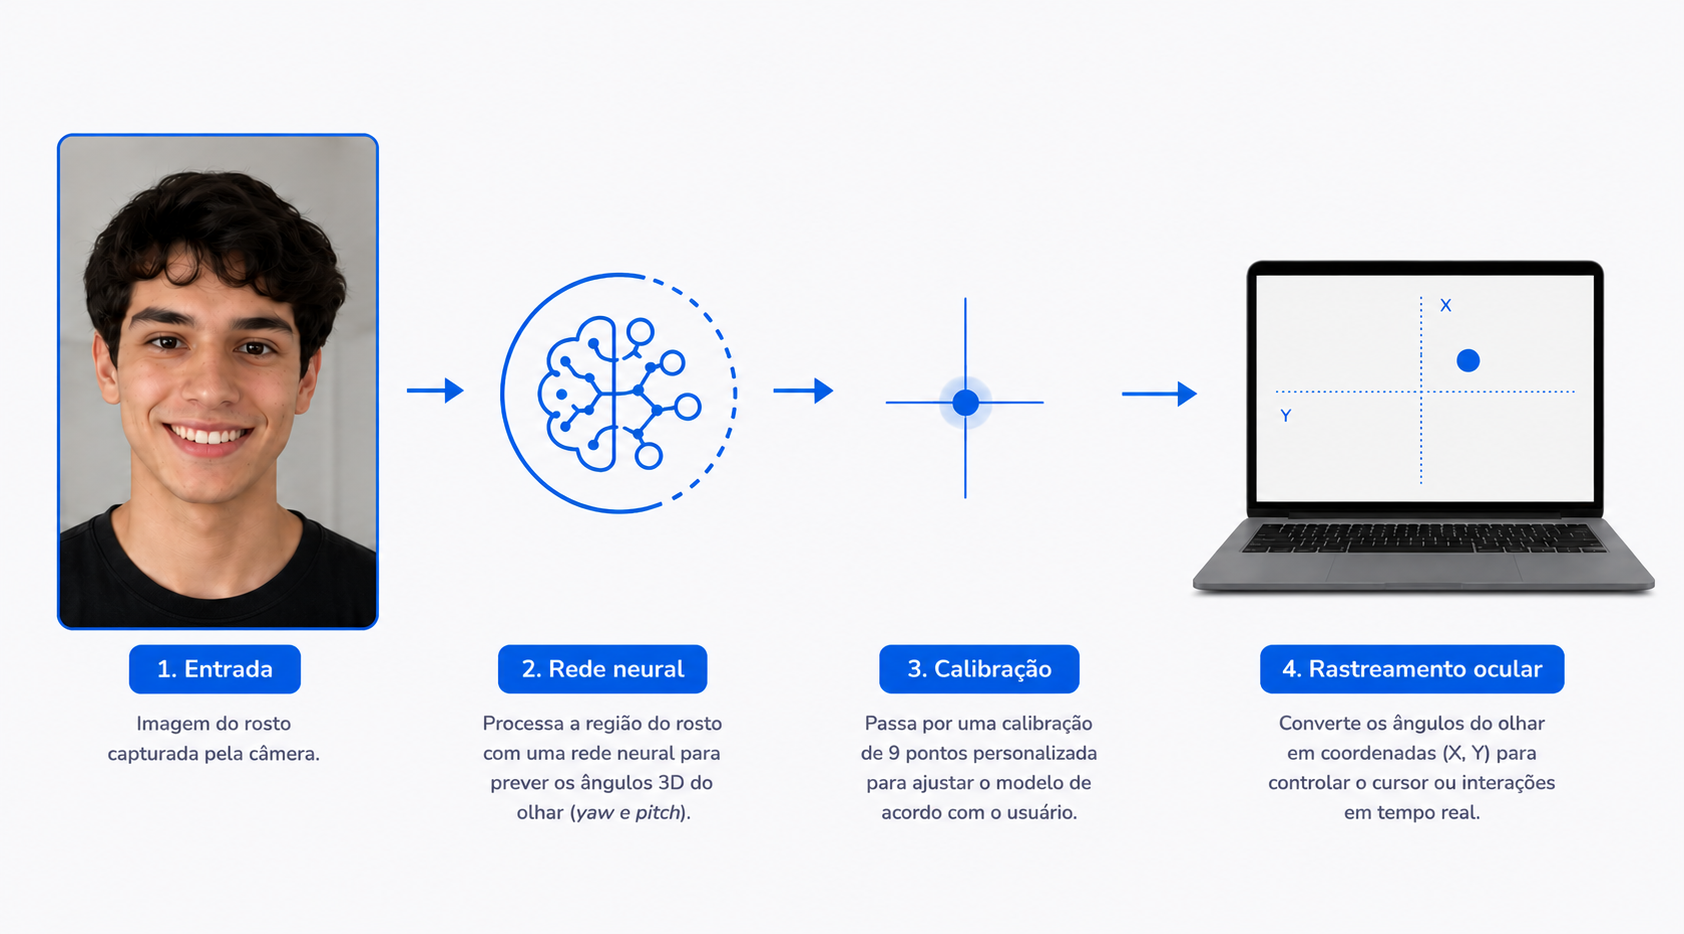 X
Y
1. Entrada
Imagem do rosto
capturada pela câmera.
2. Rede neural
Processa a região do rosto
com uma rede neural para
prever os ângulos 3D do
olhar (yaw e pitch).
3. Calibração
Passa por uma calibração
de 9 pontos personalizada
para ajustar o modelo de
acordo com o usuário.
4. Rastreamento ocular
Converte os ângulos do olhar
em coordenadas (X, Y) para
controlar o cursor ou interações
em tempo real.